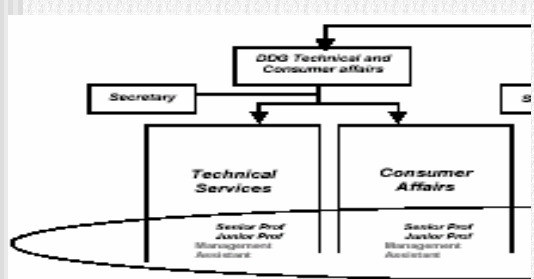 DDG Technical and
Consumer affairs
Secretary
S
Technical
Services
Consumer
Affairs
Senior Prof
Junior Prof
Management
Assistant
Senior Prof
Junior Prof
Management
Assistant